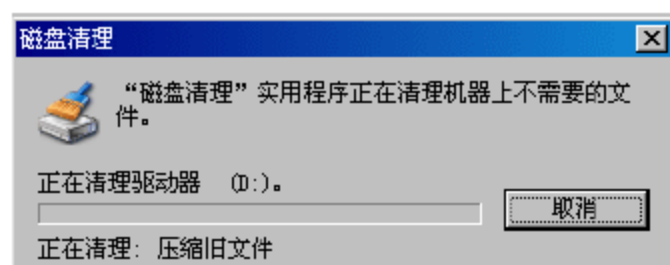 磁盘清理
“磁盘清理”实用程序正在清理机器上不需要的文
件。
正在清理驱动器 (D:)。
取消
正在清理: 压缩旧文件